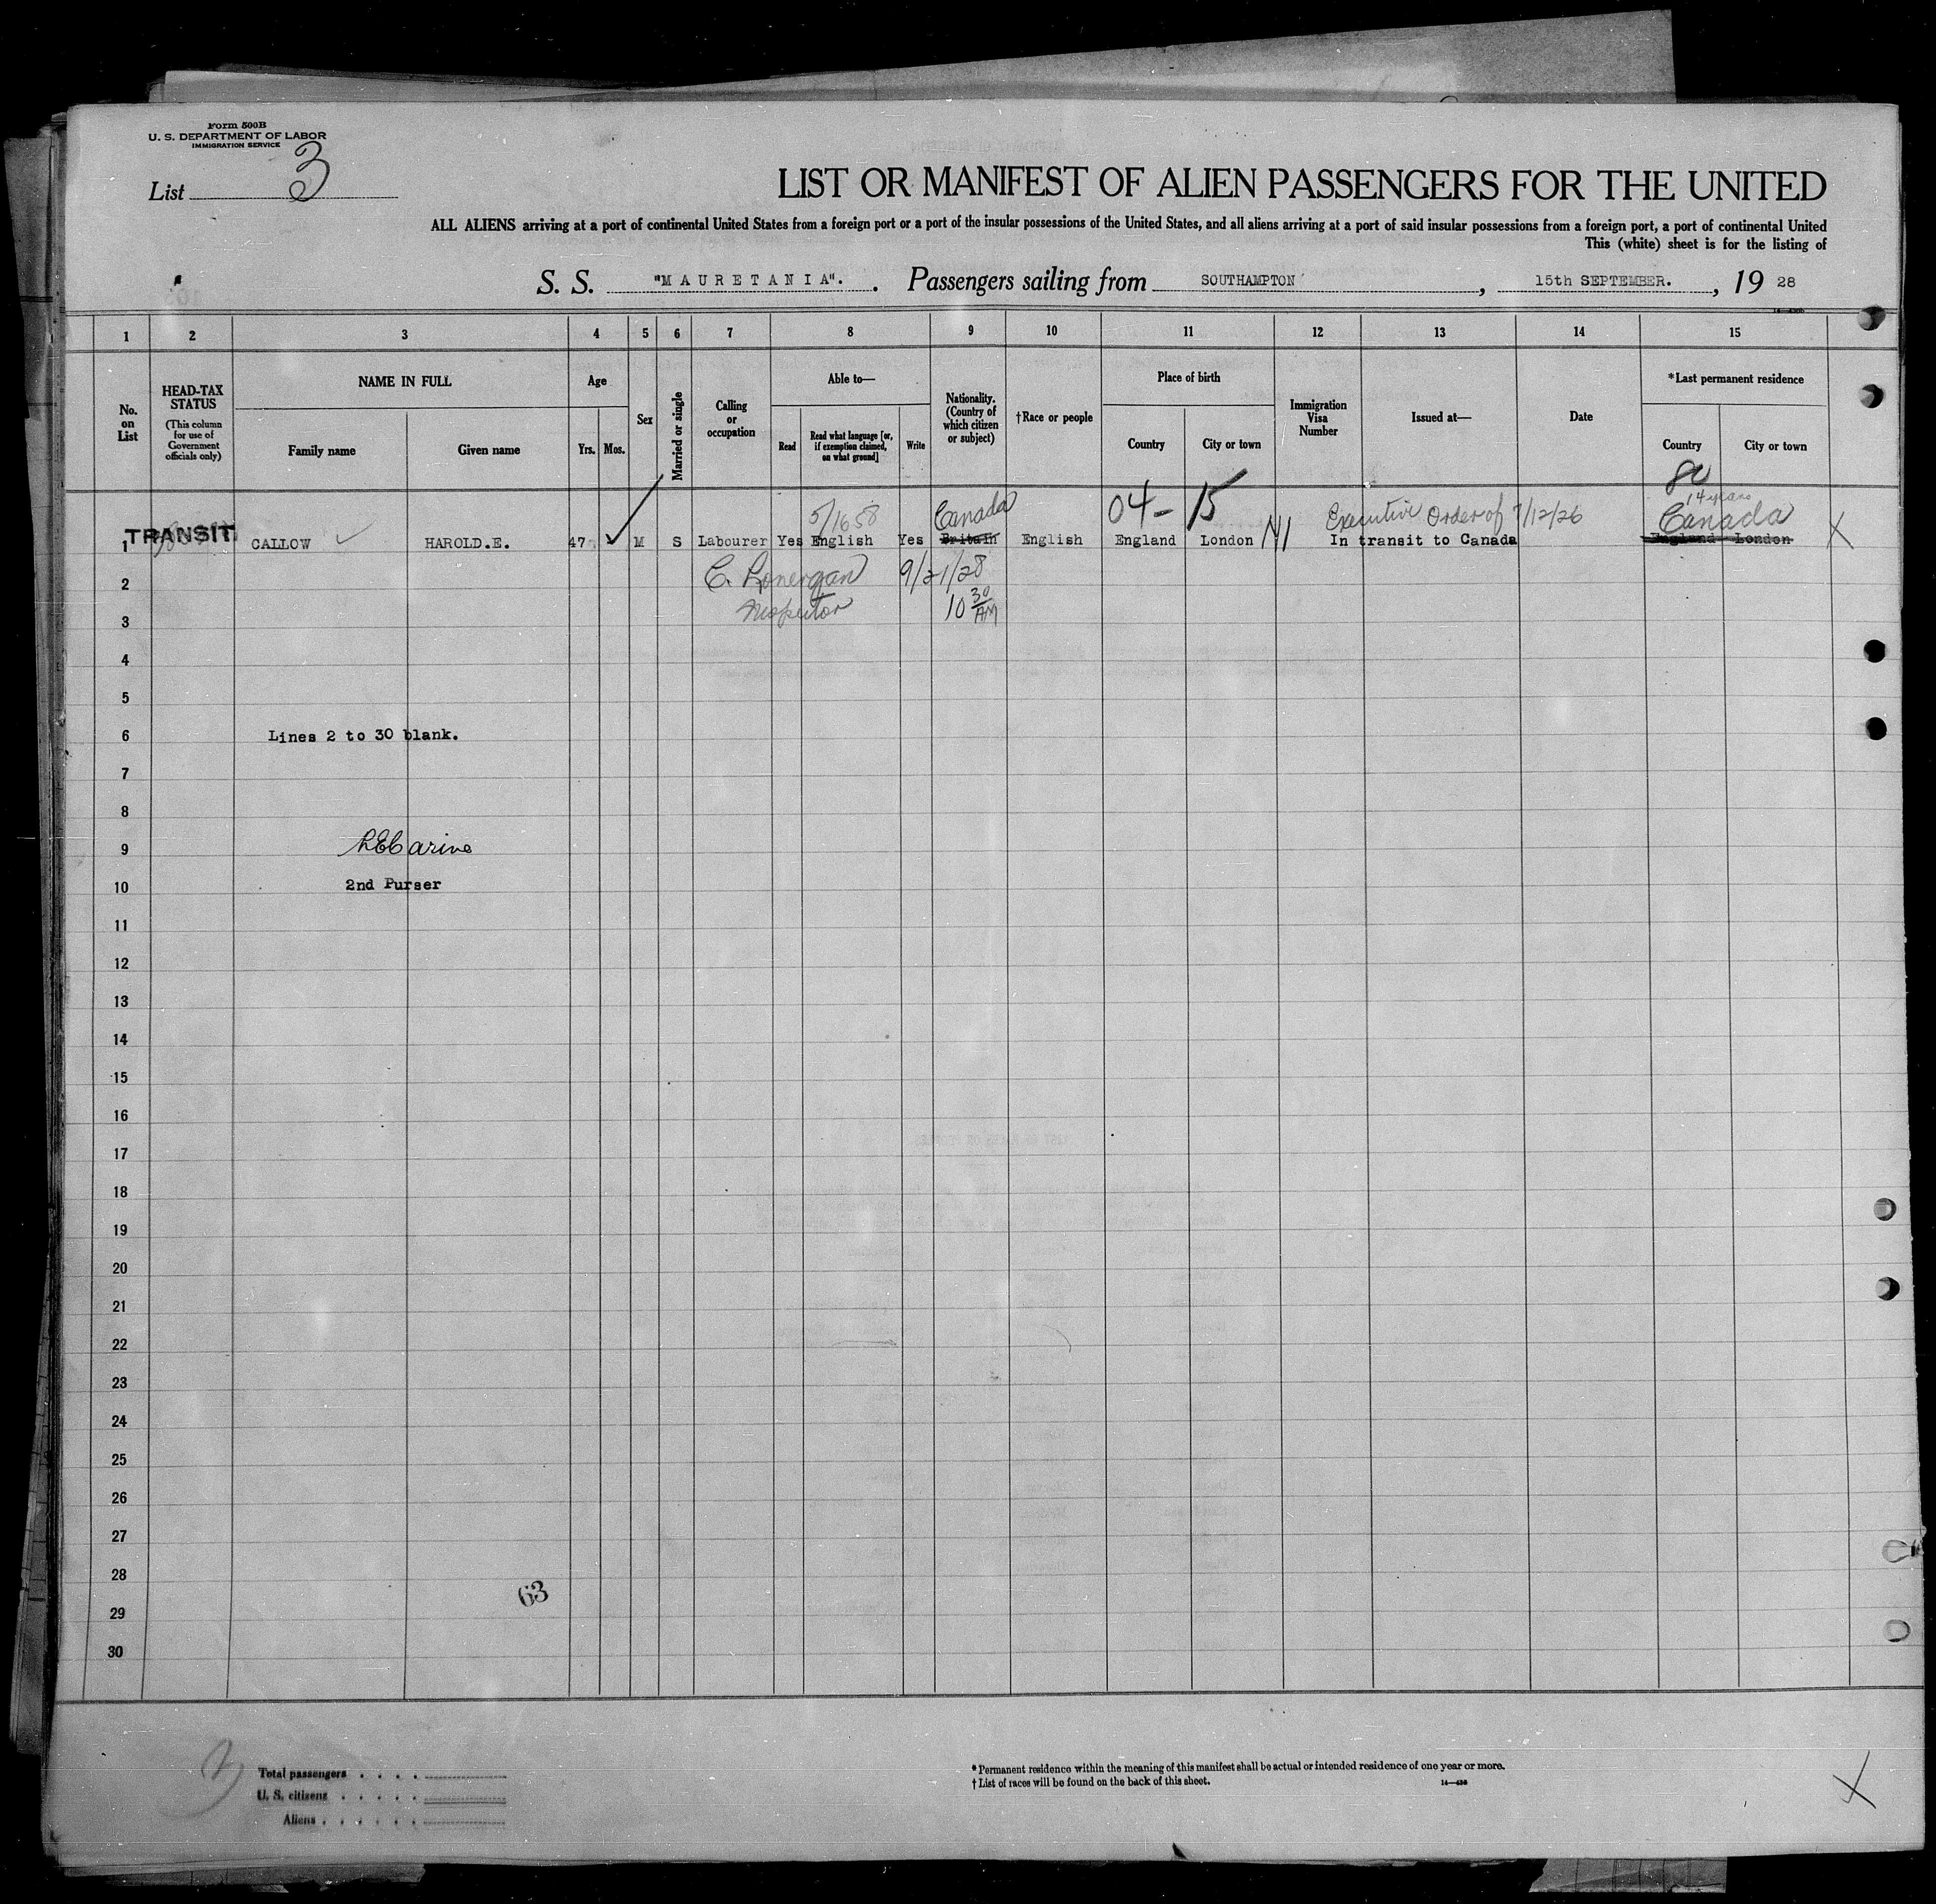 Form 500B
U. S. DEPARTMENT OF LABOR
IMMIGRATION SERVICE
List 3
LIST OR MANIFEST OF ALIEN PASSENGERS FOR THE UNITED
ALL ALIENS arriving at a port of continental United States from a foreign port or a port of the insular possessions of the United States, and all aliens arriving at a port of said insular possessions from a foreign port, a port of continental United
This (white) sheet is for the listing of
S. S. "MAURETANIA". Passengers sailing from SOUTHAMPTON, 15th SEPTEMBER., 19 28
1 2 3 4 5 6 7 8 9 10 11 12 13 14 15
No. on List
HEAD-TAX STATUS (This column for use of Government officials only)
NAME IN FULL
Family name Given name
Age
Yrs. Mos.
Sex
Married or single
Calling or occupation
Able to—
Read Read what language [or, if exemption claimed, on what ground] Write
Nationality. (Country of which citizen or subject)
†Race or people
Place of birth
Country City or town
Immigration Visa Number
Issued at—
Date
*Last permanent residence
Country City or town
80
14 years
5/1658 Canada 04- 15 Executive Order of 7/12/26 Canada
TRANSIT
1 CALLOW HAROLD.E. 47 M S Labourer Yes English Yes Britain English England London In transit to Canada England London X
2 C. Lonergan 9/21/28
3 Inspector 10 30 AM
4
5
6 Lines 2 to 30 blank.
7
8
9
10 2nd Purser
11
12
13
14
15
16
17
18
19
20
21
22
23
24
25
26
27
28
63
29
30
Total passengers
U. S. citizens
Aliens
*Permanent residence within the meaning of this manifest shall be actual or intended residence of one year or more.
†List of races will be found on the back of this sheet.
X